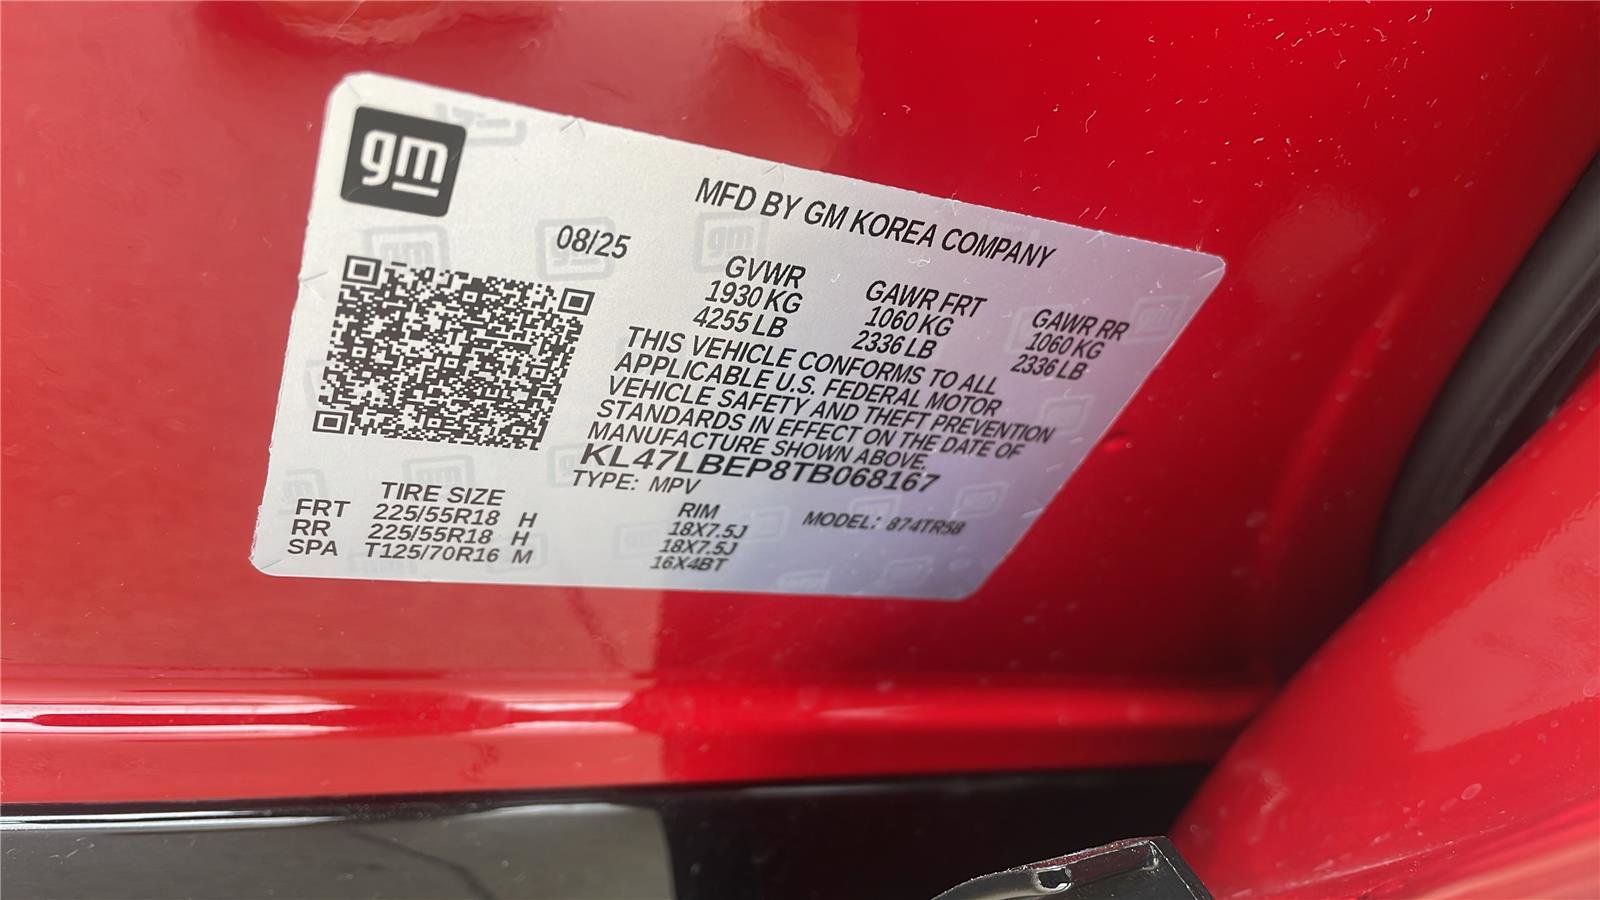 gm
MFD BY GM KOREA COMPANY
08/25
GVWR GAWR FRT GAWR RR
1930 KG 1060 KG 1060 KG
4255 LB 2336 LB 2336 LB
THIS VEHICLE CONFORMS TO ALL
APPLICABLE U.S. FEDERAL MOTOR
VEHICLE SAFETY AND THEFT PREVENTION
STANDARDS IN EFFECT ON THE DATE OF
MANUFACTURE SHOWN ABOVE.
KL47LBEP8TB068167
TYPE: MPV MODEL: 874TR58
TIRE SIZE RIM
FRT 225/55R18 H 18X7.5J
RR 225/55R18 H 18X7.5J
SPA T125/70R16 M 16X4BT